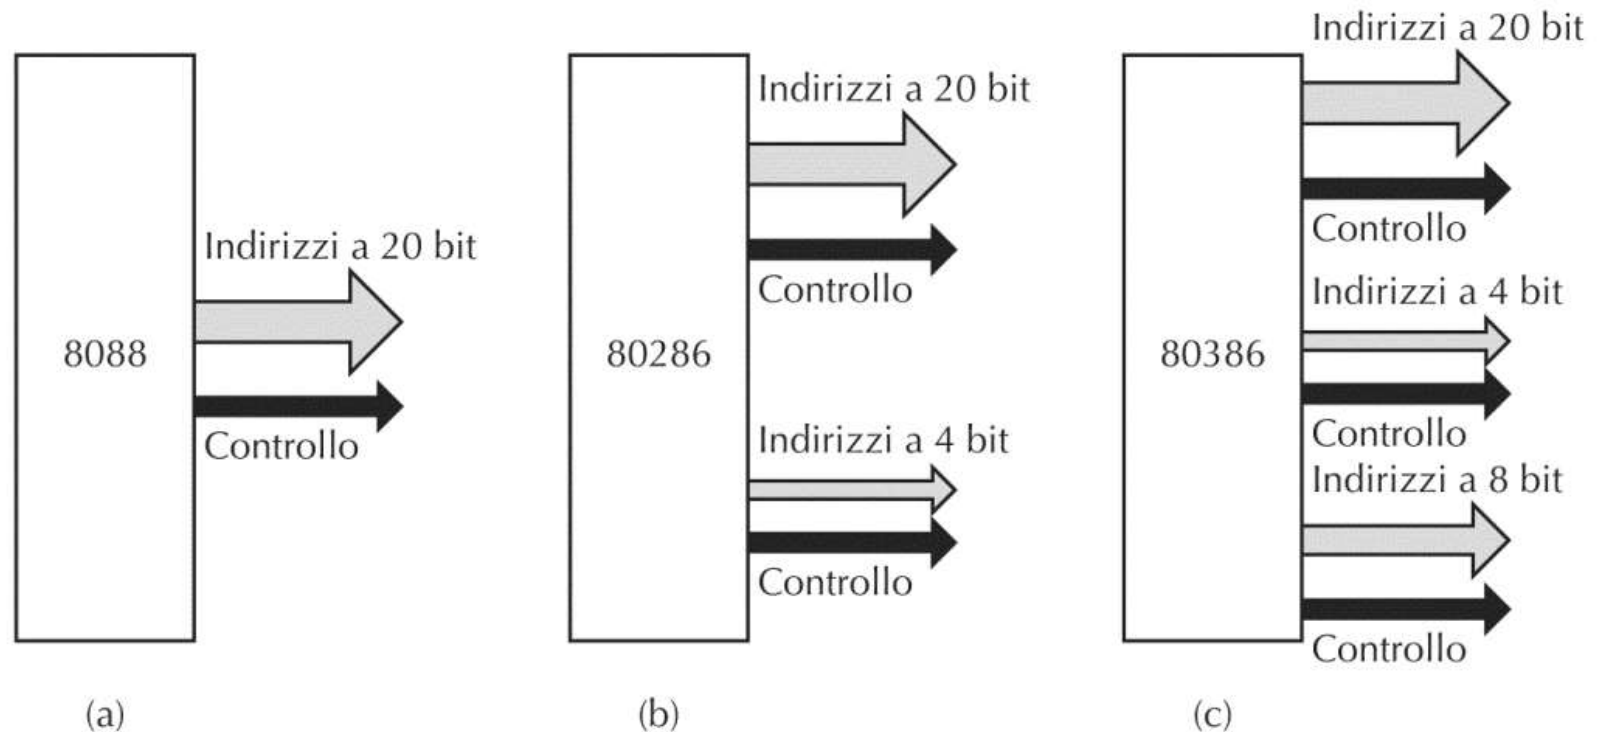 8088
Indirizzi a 20 bit
Controllo
(a)
80286
Indirizzi a 20 bit
Controllo
Indirizzi a 4 bit
Controllo
(b)
80386
Indirizzi a 20 bit
Controllo
Indirizzi a 4 bit
Controllo
Indirizzi a 8 bit
Controllo
(c)